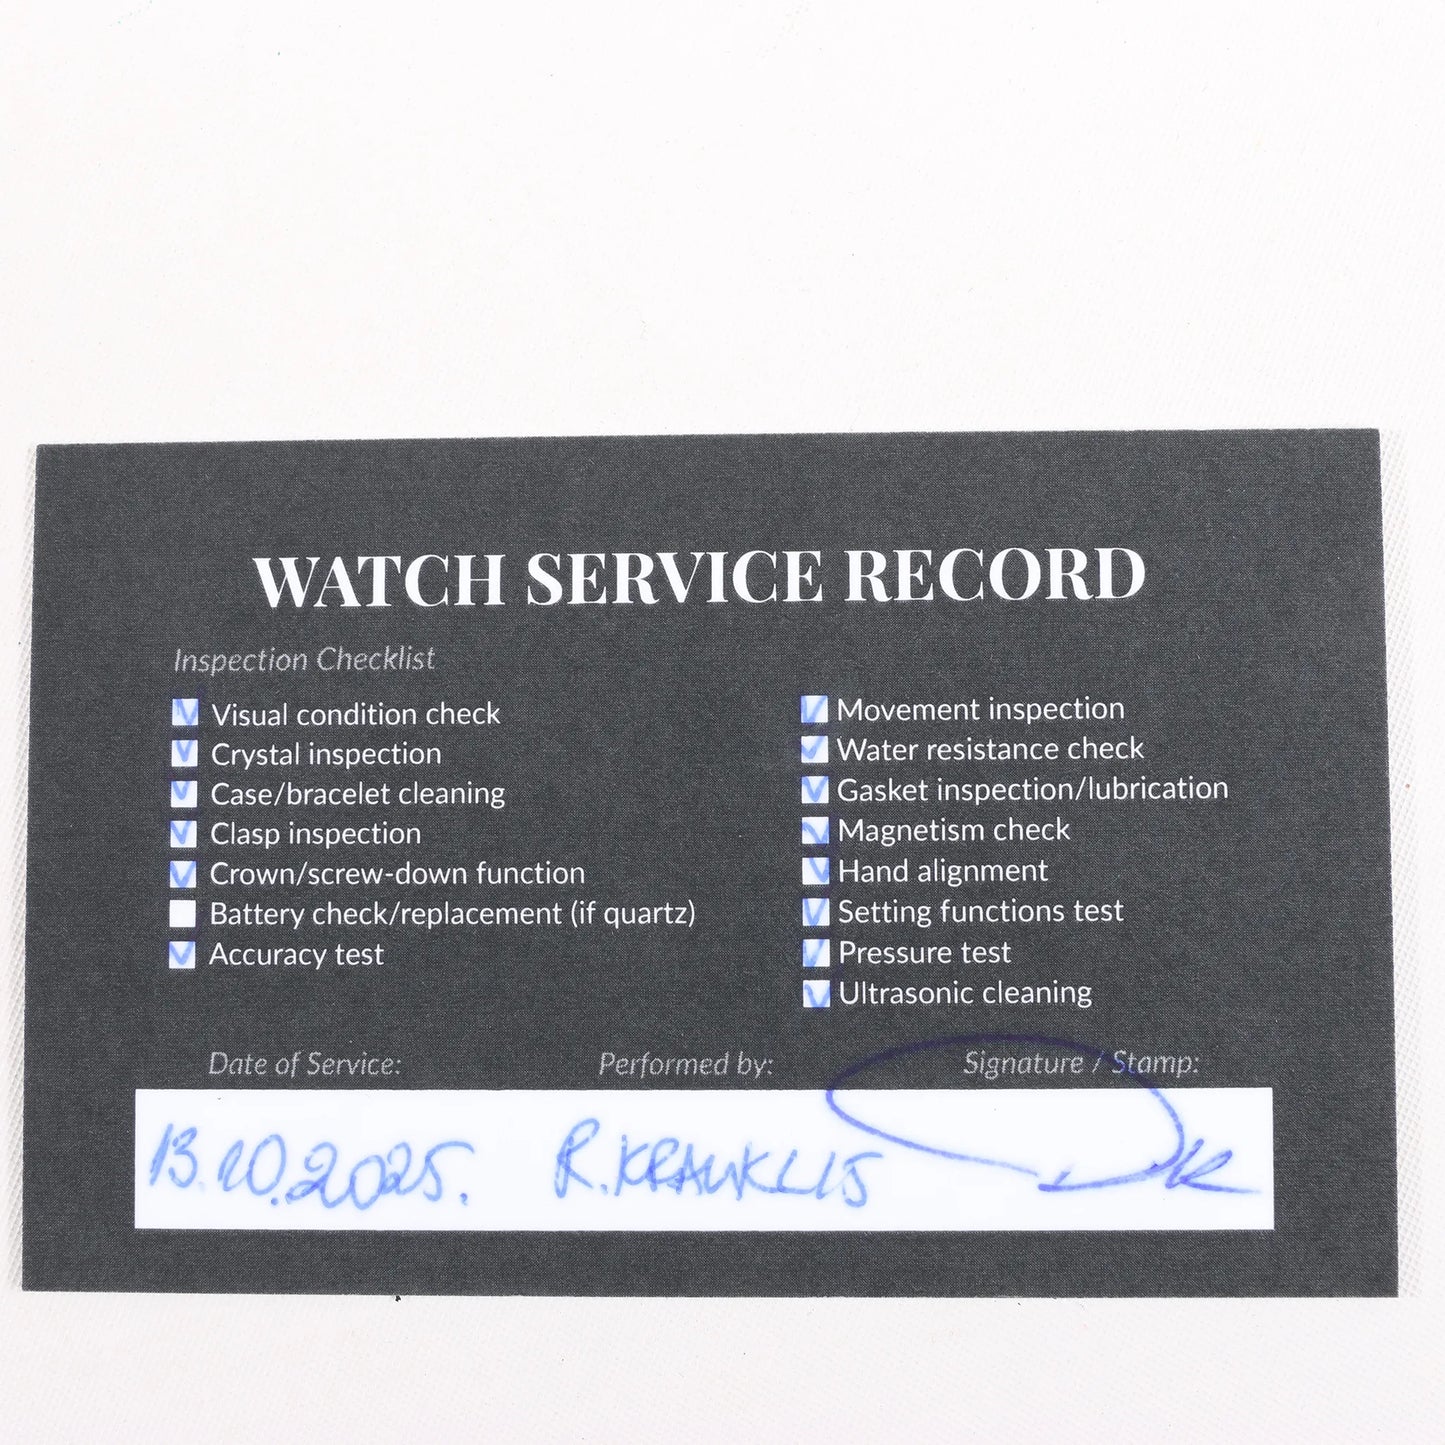 WATCH SERVICE RECORD
Inspection Checklist
Visual condition check
Crystal inspection
Case/bracelet cleaning
Clasp inspection
Crown/screw-down function
Battery check/replacement (if quartz)
Accuracy test
Movement inspection
Water resistance check
Gasket inspection/lubrication
Magnetism check
Hand alignment
Setting functions test
Pressure test
Ultrasonic cleaning
Date of Service: Performed by: Signature / Stamp:
13.10.2025. R.KRAUKLIS